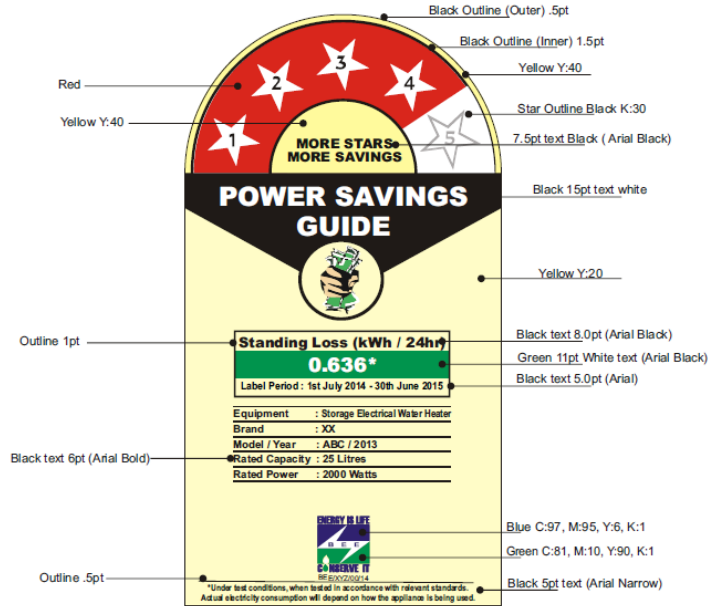 Black Outline (Outer) .5pt
Black Outline (Inner) 1.5pt
Yellow Y:40
Red
Star Outline Black K:30
Yellow Y:40
7.5pt text Black ( Arial Black)
1
2
3
4
5
MORE STARS
MORE SAVINGS
Black 15pt text white
POWER SAVINGS
GUIDE
Yellow Y:20
Outline 1pt
Standing Loss (kWh / 24hr)
Black text 8.0pt (Arial Black)
0.636*
Green 11pt White text (Arial Black)
Label Period : 1st July 2014 - 30th June 2015
Black text 5.0pt (Arial)
Equipment : Storage Electrical Water Heater
Brand : XX
Model / Year : ABC / 2013
Black text 6pt (Arial Bold)
Rated Capacity : 25 Litres
Rated Power : 2000 Watts
ENERGY IS LIFE
BEE
CONSERVE IT
Blue C:97, M:95, Y:6, K:1
Green C:81, M:10, Y:90, K:1
BEE/XYZ/00/14
Outline .5pt
*Under test conditions, when tested in accordance with relevant standards.
Actual electricity consumption will depend on how the appliance is being used.
Black 5pt text (Arial Narrow)